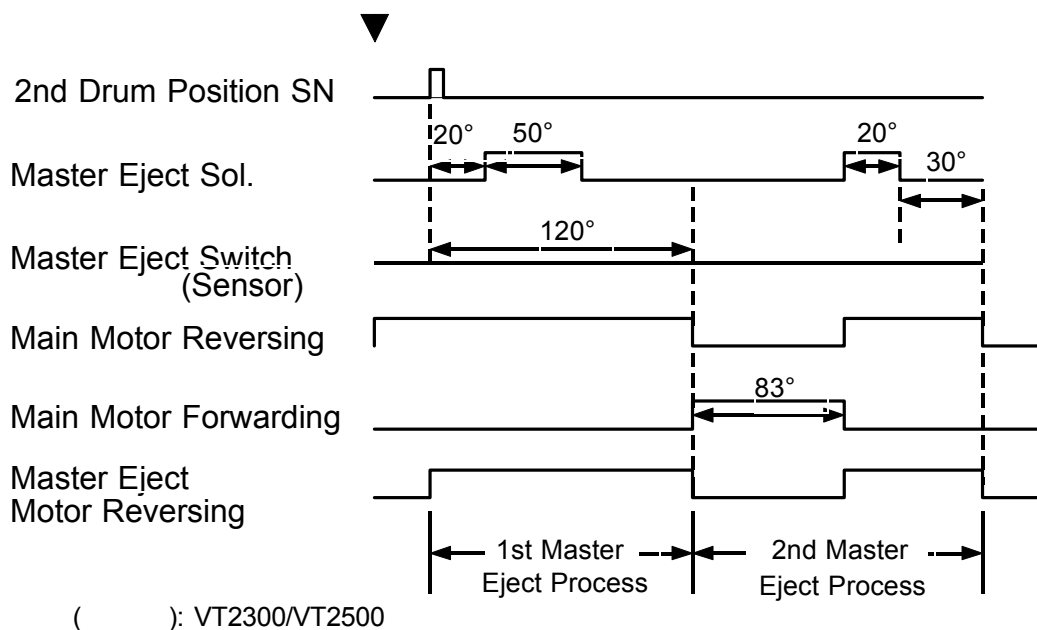 2nd Drum Position SN
20° 50° 20°
30°
Master Eject Sol.
120°
Master Eject Switch
(Sensor)
Main Motor Reversing
83°
Main Motor Forwarding
Master Eject
Motor Reversing
1st Master
Eject Process
2nd Master
Eject Process
( ): VT2300/VT2500